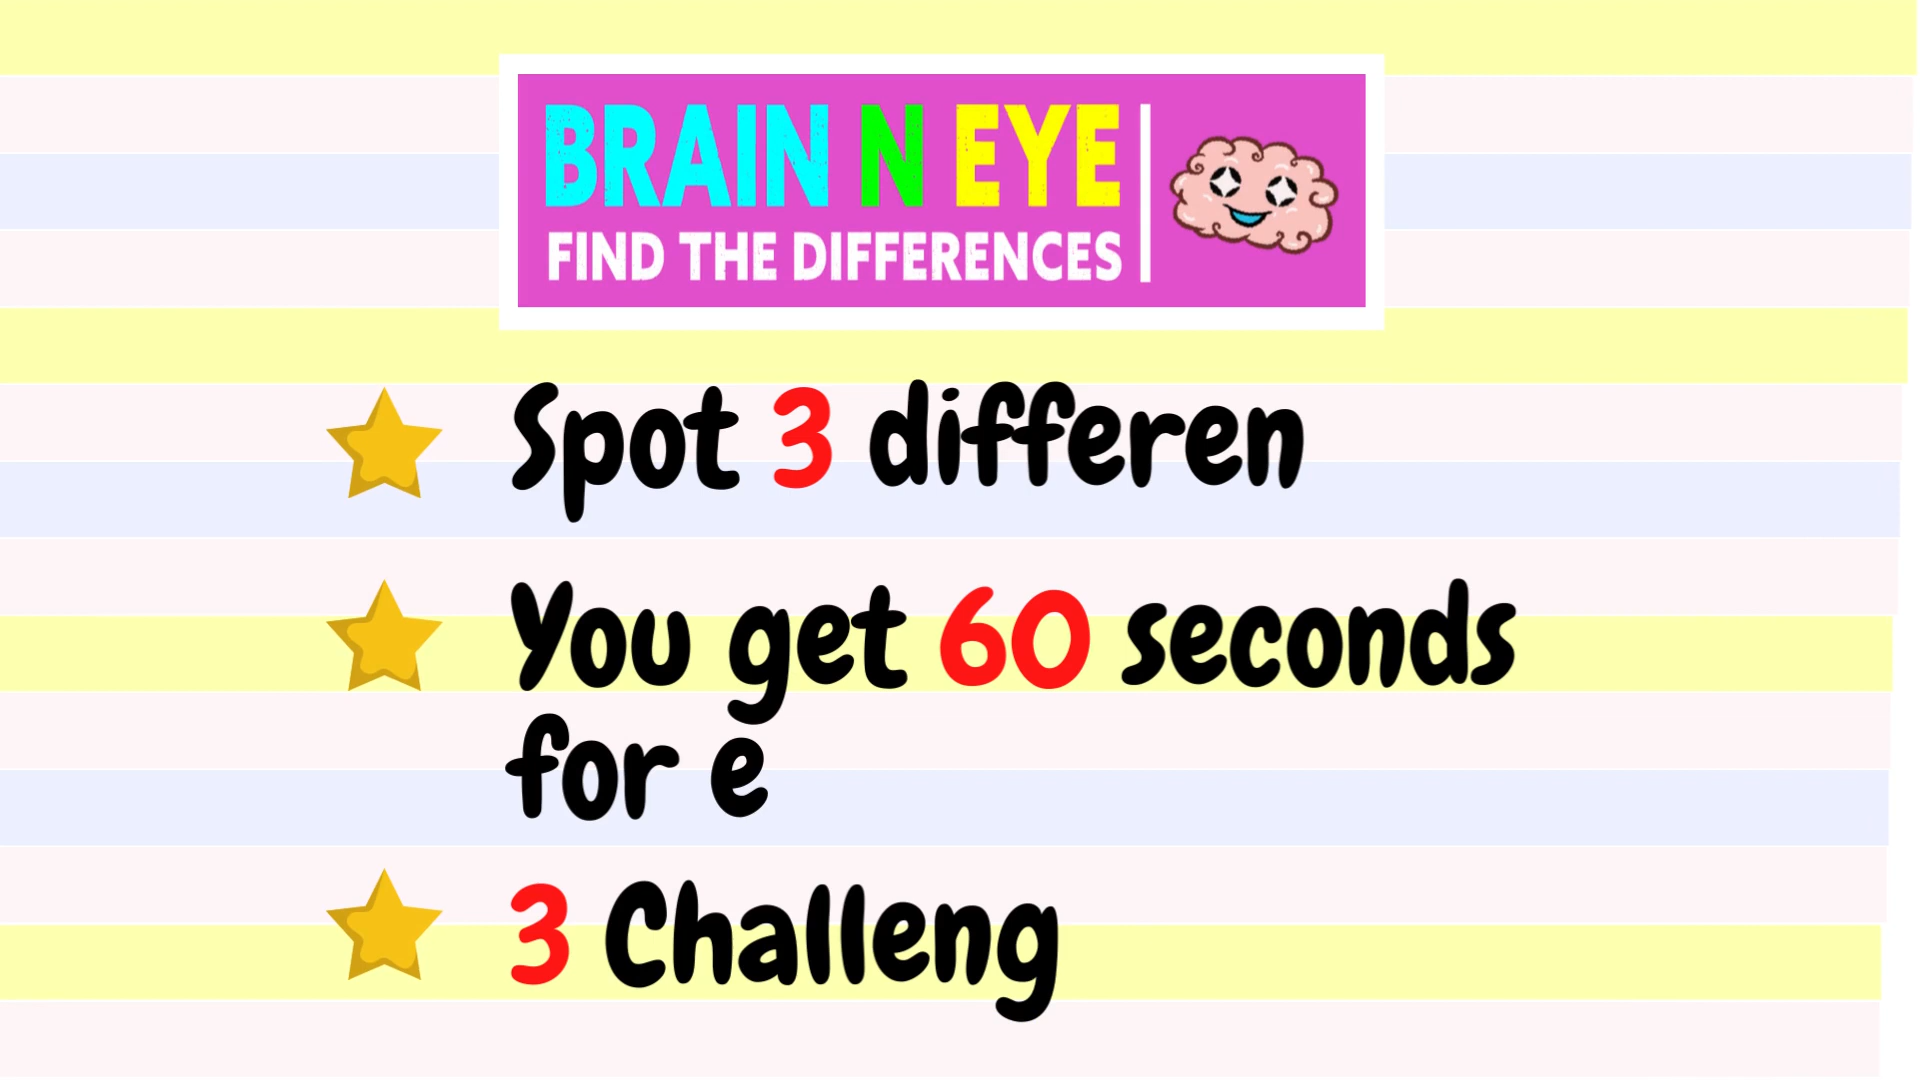 BRAIN N EYE
FIND THE DIFFERENCES
Spot 3 differen
You get 60 seconds
for e
3 Challeng